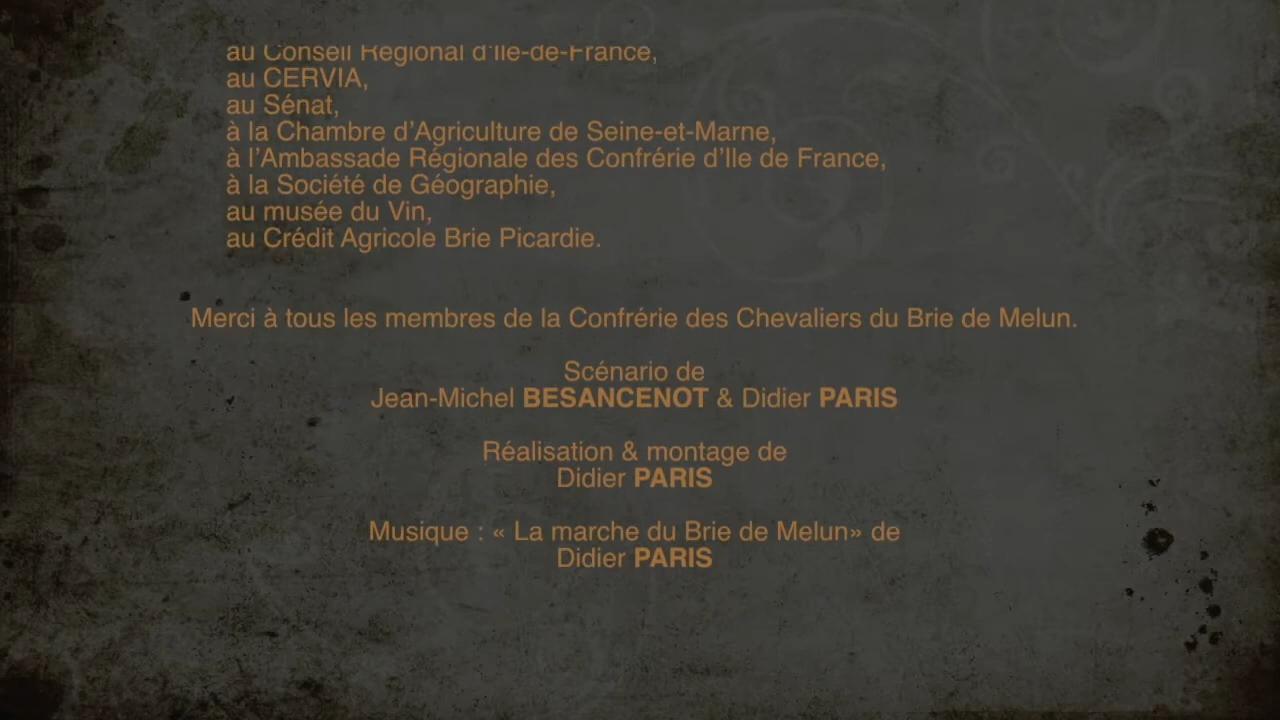 au Conseil Régional d'Ile-de-France,
au CERVIA,
au Sénat,
à la Chambre d'Agriculture de Seine-et-Marne,
à l'Ambassade Régionale des Confrérie d'Ile de France,
à la Société de Géographie,
au musée du Vin,
au Crédit Agricole Brie Picardie.
Merci à tous les membres de la Confrérie des Chevaliers du Brie de Melun.
Scénario de
Jean-Michel BESANCENOT & Didier PARIS
Réalisation & montage de
Didier PARIS
Musique : « La marche du Brie de Melun» de
Didier PARIS